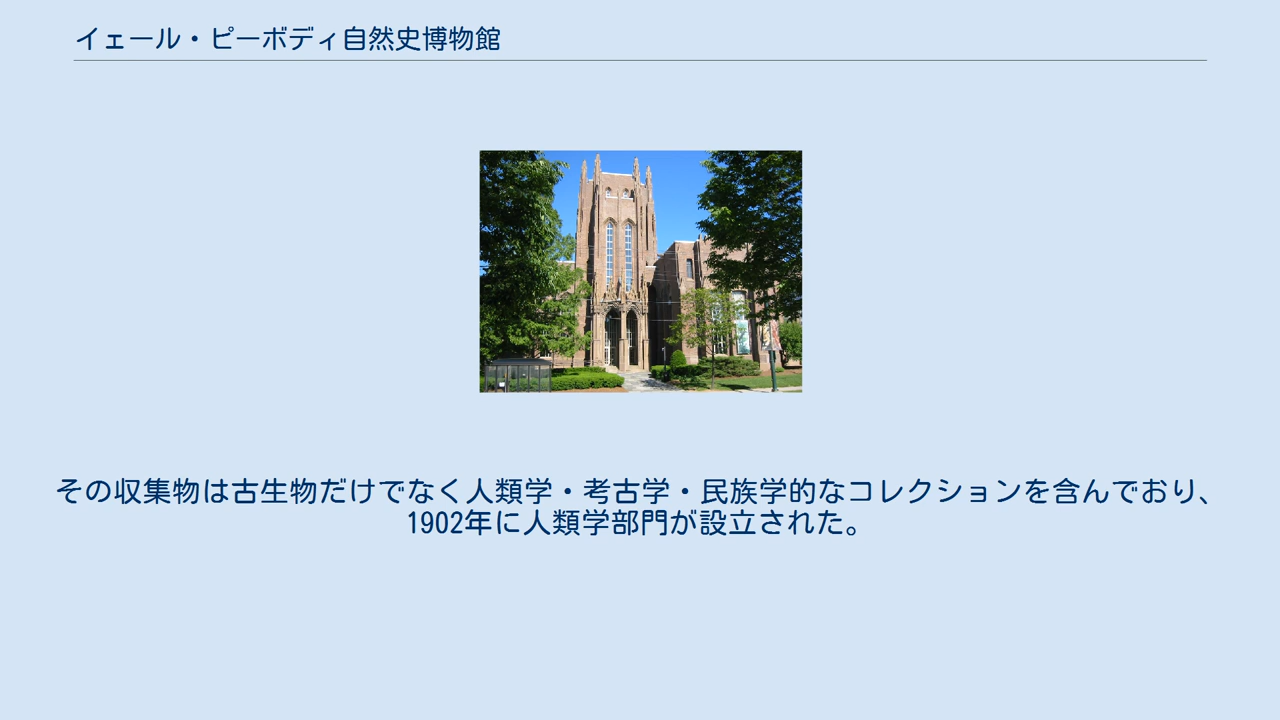 イェール・ピーボディ自然史博物館
その収集物は古生物だけでなく人類学・考古学・民族学的なコレクションを含んでおり、
1902年に人類学部門が設立された。